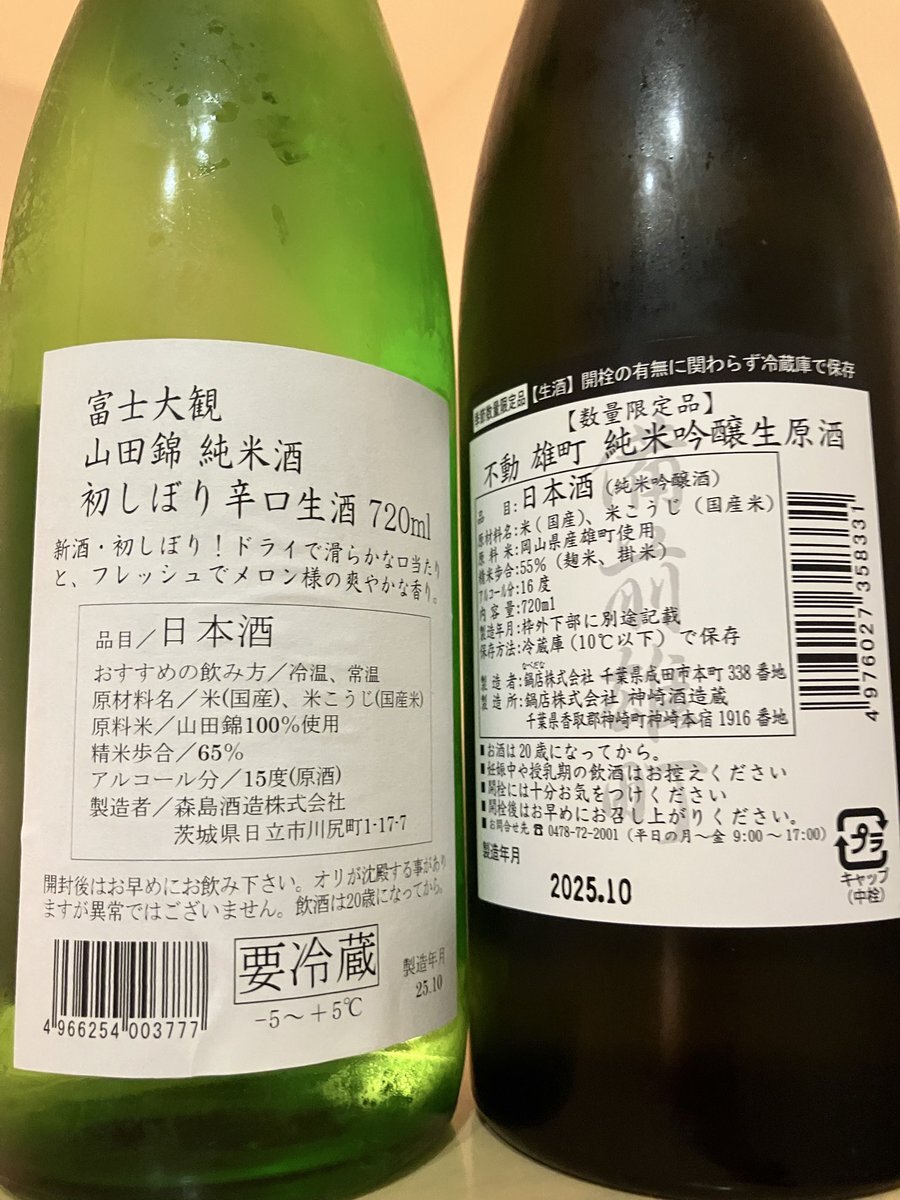 富士大観
山田錦 純米酒
初しぼり辛口生酒 720ml
新酒・初しぼり！ドライで滑らかな口当たり
と、フレッシュでメロン様の爽やかな香り。
品目／日本酒
おすすめの飲み方／冷温、常温
原材料名／米(国産)、米こうじ(国産米)
原料米／山田錦100%使用
精米歩合／65%
アルコール分／15度(原酒)
製造者／森島酒造株式会社
茨城県日立市川尻町1-17-7
開封後はお早めにお飲み下さい。オリが沈殿する事があり
ますが異常ではございません。飲酒は20歳になってから。
要冷蔵
-5～+5℃
製造年月
25.10
4 966254 003777
季節数量限定品【生酒】開栓の有無に関わらず冷蔵庫で保存
【数量限定品】
不動 雄町 純米吟醸生原酒
備前雄町
品目:日本酒(純米吟醸酒)
原材料名:米(国産)、米こうじ(国産米)
原料米:岡山県産雄町使用
精米歩合:55%(麹米、掛米)
アルコール分:16度
内容量:720ml
製造年月:枠外下部に別途記載
保存方法:冷蔵庫(10℃以下)で保存
なべだな
製造者:鍋店株式会社 千葉県成田市本町338番地
製造所:鍋店株式会社 神崎酒造蔵
千葉県香取郡神崎町神崎本宿1916番地
■お酒は20歳になってから。
■妊娠中や授乳期の飲酒はお控えください
■開栓には十分お気をつけください
■開栓後はお早めにお召し上がりください。
■お問合せ先 ☎0478-72-2001(平日の月～金 9:00～17:00)
製造年月
2025.10
4 976027 358331
プラ
キャップ
(中栓)